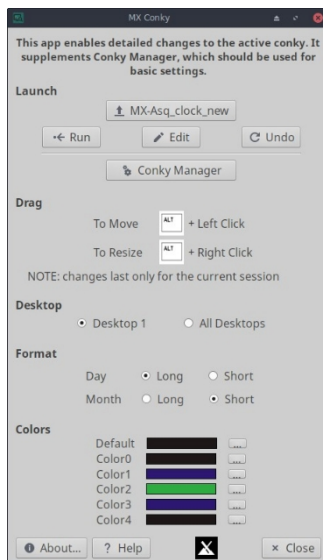 MX Conky
This app enables detailed changes to the active conky. It
supplements Conky Manager, which should be used for
basic settings.
Launch
MX-Asq_clock_new
Run Edit Undo
Conky Manager
Drag
To Move ALT + Left Click
To Resize ALT + Right Click
NOTE: changes last only for the current session
Desktop
Desktop 1 All Desktops
Format
Day Long Short
Month Long Short
Colors
Default ...
Color0 ...
Color1 ...
Color2 ...
Color3 ...
Color4 ...
About... ? Help X × Close